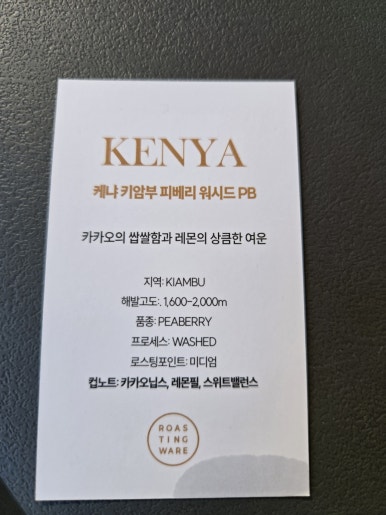 KENYA
케냐 키암부 피베리 워시드 PB
카카오의 쌉쌀함과 레몬의 상큼한 여운
지역: KIAMBU
해발고도:. 1,600-2,000m
품종: PEABERRY
프로세스: WASHED
로스팅포인트: 미디엄
컵노트: 카카오닙스, 레몬필, 스위트밸런스
ROAS
TING
WARE